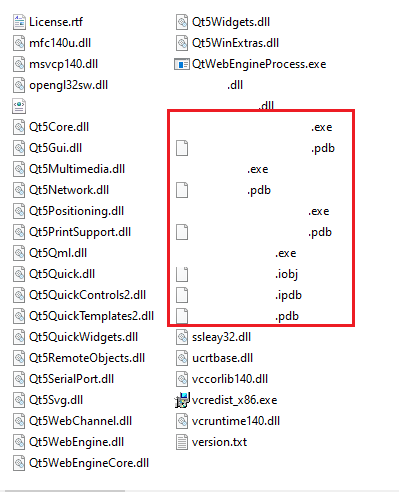 License.rtf
mfc140u.dll
msvcp140.dll
opengl32sw.dll
Qt5Core.dll
Qt5Gui.dll
Qt5Multimedia.dll
Qt5Network.dll
Qt5Positioning.dll
Qt5PrintSupport.dll
Qt5Qml.dll
Qt5Quick.dll
Qt5QuickControls2.dll
Qt5QuickTemplates2.dll
Qt5QuickWidgets.dll
Qt5RemoteObjects.dll
Qt5SerialPort.dll
Qt5Svg.dll
Qt5WebChannel.dll
Qt5WebEngine.dll
Qt5WebEngineCore.dll
Qt5Widgets.dll
Qt5WinExtras.dll
QtWebEngineProcess.exe
.dll
.dll
.exe
.pdb
.exe
.pdb
.exe
.pdb
.exe
.iobj
.ipdb
.pdb
ssleay32.dll
ucrtbase.dll
vccorlib140.dll
vcredist_x86.exe
vcruntime140.dll
version.txt